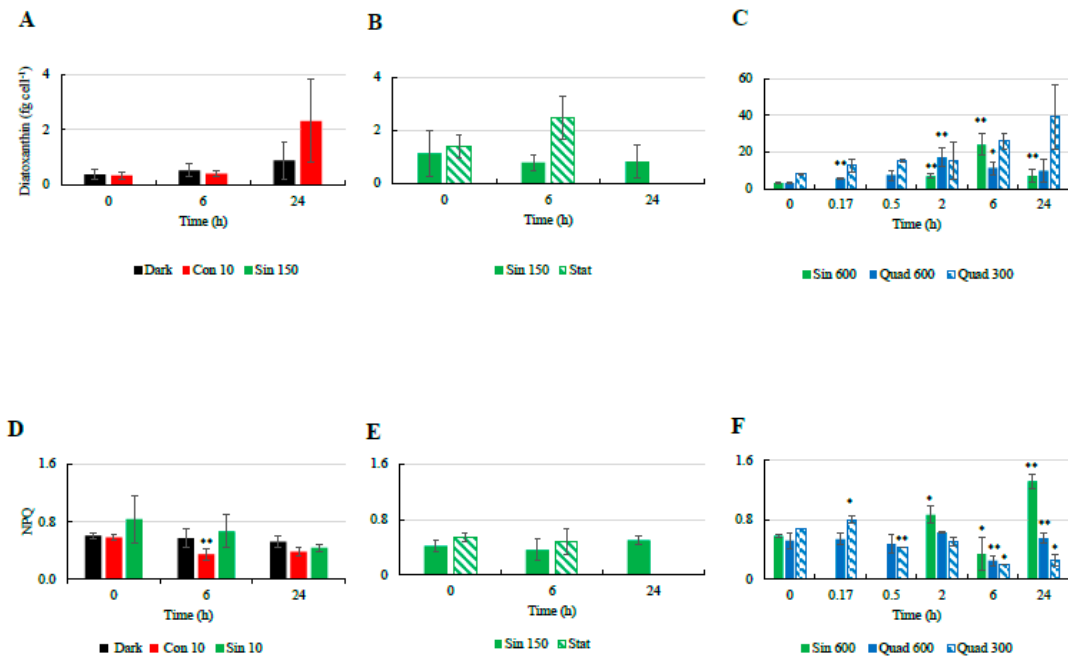 A
Diatoxanthin (fg cell⁻¹)
4
2
0
0 6 24
Time (h)
Dark Con 10 Sin 150
B
4
2
0
0 6 24
Time (h)
Sin 150 Stat
C
60
40
20
0
** ** ** ** * **
0 0.17 0.5 2 6 24
Time (h)
Sin 600 Quad 600 Quad 300
D
NPQ
1.6
0.8
0.0
**
0 6 24
Time (h)
Dark Con 10 Sin 10
E
1.6
0.8
0
0 6 24
Time (h)
Sin 150 Stat
F
1.6
0.8
0
* ** * * ** * ** ** *
0 0.17 0.5 2 6 24
Time (h)
Sin 600 Quad 600 Quad 300